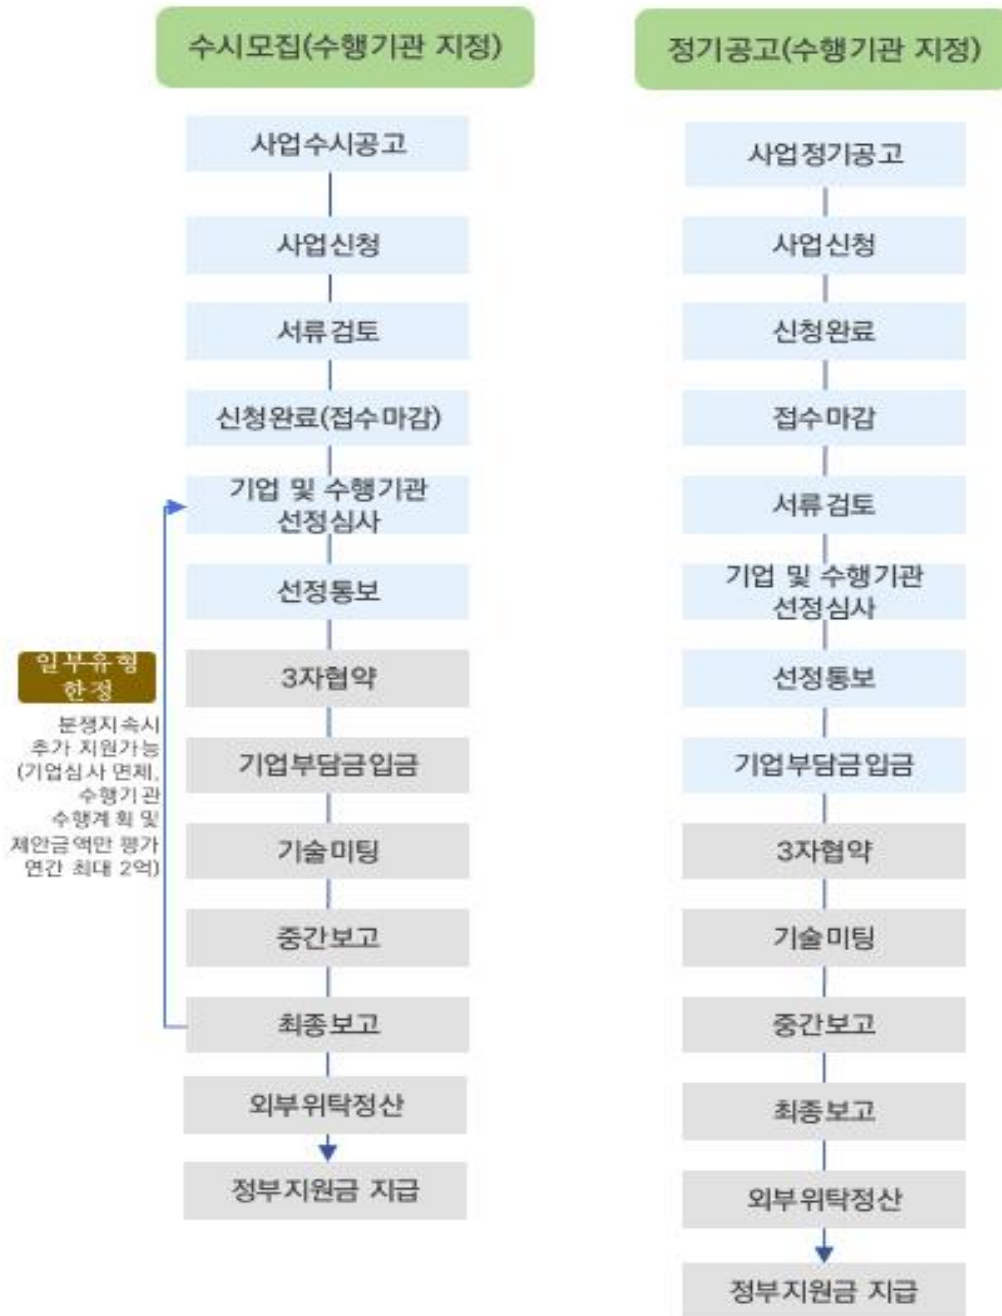 수시모집(수행기관 지정)
사업수시공고
사업신청
서류검토
신청완료(접수마감)
기업 및 수행기관
선정심사
선정통보
3자협약
기업부담금입금
기술미팅
중간보고
최종보고
외부위탁정산
정부지원금 지급
일부유형
한정
분쟁지속시
추가 지원가능
(기업심사 면제,
수행기관
수행계획 및
제안금액만 평가
연간 최대 2억)
정기공고(수행기관 지정)
사업정기공고
사업신청
신청완료
접수마감
서류검토
기업 및 수행기관
선정심사
선정통보
기업부담금입금
3자협약
기술미팅
중간보고
최종보고
외부위탁정산
정부지원금 지급